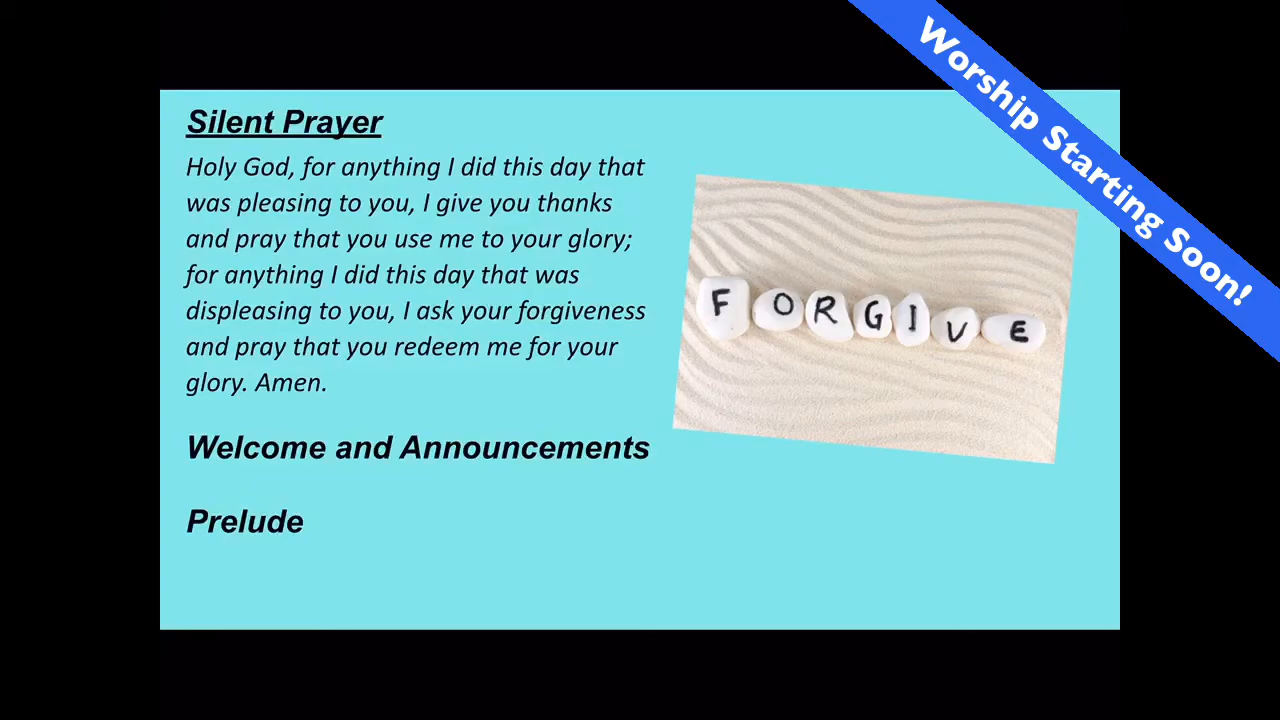 Worship Starting Soon!
Silent Prayer
Holy God, for anything I did this day that
was pleasing to you, I give you thanks
and pray that you use me to your glory;
for anything I did this day that was
displeasing to you, I ask your forgiveness
and pray that you redeem me for your
glory. Amen.
FORGIVE
Welcome and Announcements
Prelude